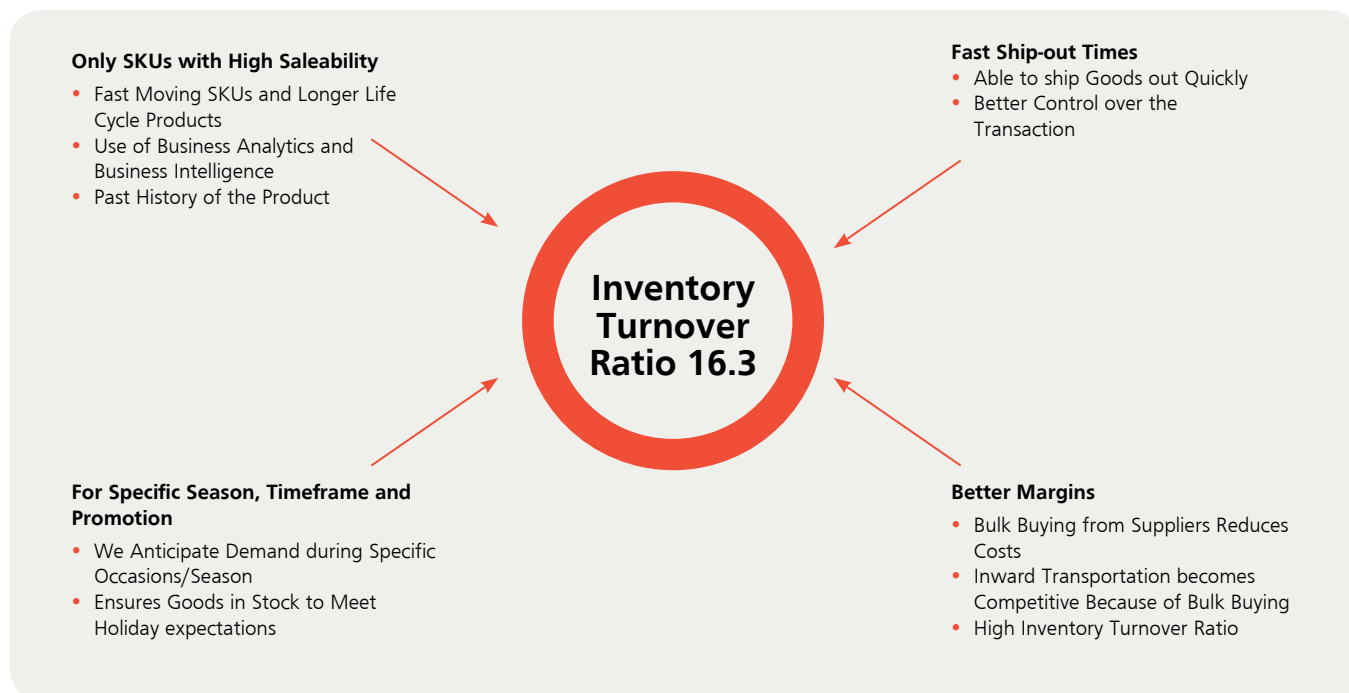 Only SKUs with High Saleability
• Fast Moving SKUs and Longer Life
Cycle Products
• Use of Business Analytics and
Business Intelligence
• Past History of the Product
Fast Ship-out Times
• Able to ship Goods out Quickly
• Better Control over the
Transaction
Inventory
Turnover
Ratio 16.3
For Specific Season, Timeframe and
Promotion
• We Anticipate Demand during Specific
Occasions/Season
• Ensures Goods in Stock to Meet
Holiday expectations
Better Margins
• Bulk Buying from Suppliers Reduces
Costs
• Inward Transportation becomes
Competitive Because of Bulk Buying
• High Inventory Turnover Ratio